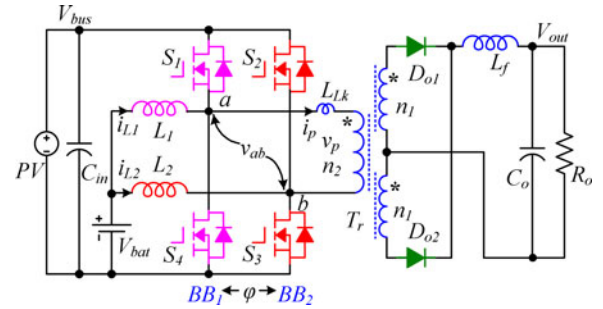 V_bus
V_out
S_1
S_2
D_o1
L_f
a
L_Lk
*
n_1
i_L1
L_1
i_p
*
v_p
n_2
v_ab
PV
C_in
i_L2
L_2
C_o
R_o
*
n_1
b
T_r
V_bat
S_4
S_3
D_o2
BB_1 φ BB_2